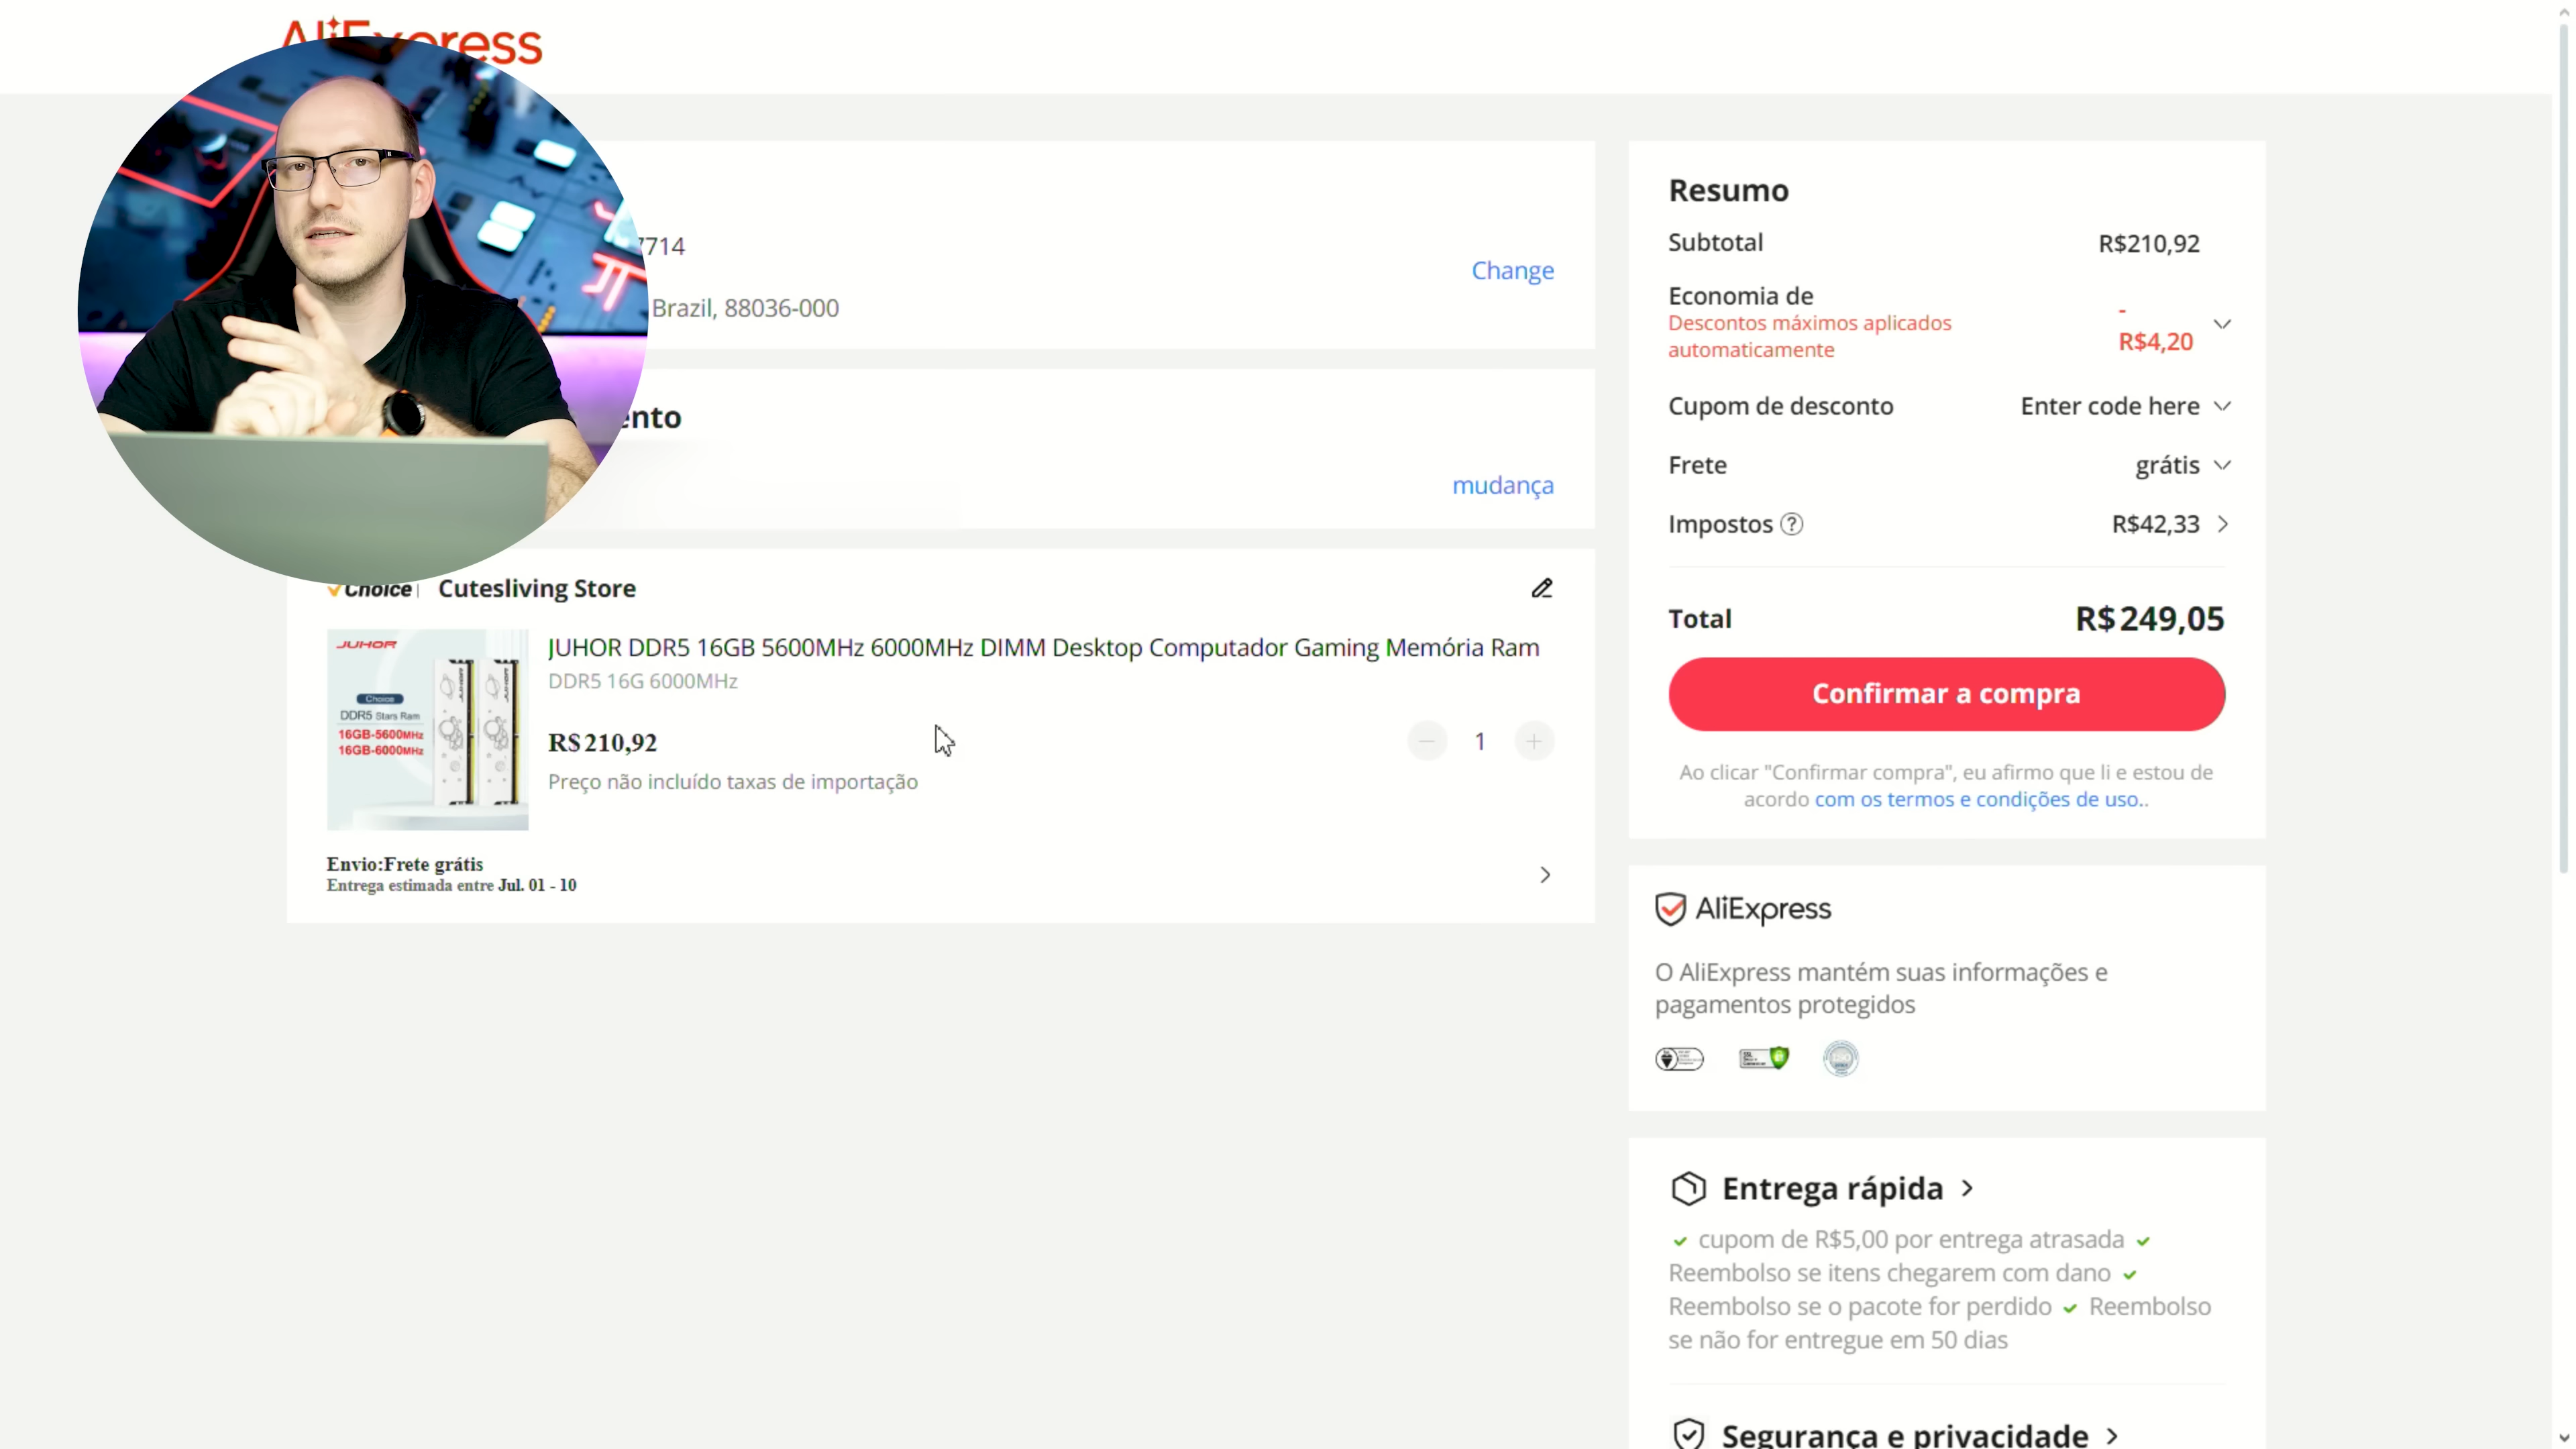 AliExpress
7714
Change
Brazil, 88036-000
ento
mudança
Choice
Cutesliving Store
JUHOR
Choice
DDR5 Stars Ram
16GB-5600MHz
16GB-6000MHz
JUHOR DDR5 16GB 5600MHz 6000MHz DIMM Desktop Computador Gaming Memória Ram
DDR5 16G 6000MHz
R$210,92
1
Preço não incluído taxas de importação
Envio:Frete grátis
Entrega estimada entre Jul. 01 - 10
Resumo
Subtotal R$210,92
Economia de
Descontos máximos aplicados
automaticamente
-
R$4,20
Cupom de desconto Enter code here
Frete grátis
Impostos ? R$42,33
Total R$249,05
Confirmar a compra
Ao clicar "Confirmar compra", eu afirmo que li e estou de
acordo com os termos e condições de uso..
AliExpress
O AliExpress mantém suas informações e
pagamentos protegidos
Entrega rápida
cupom de R$5,00 por entrega atrasada
Reembolso se itens chegarem com dano
Reembolso se o pacote for perdido Reembolso
se não for entregue em 50 dias
Segurança e privacidade